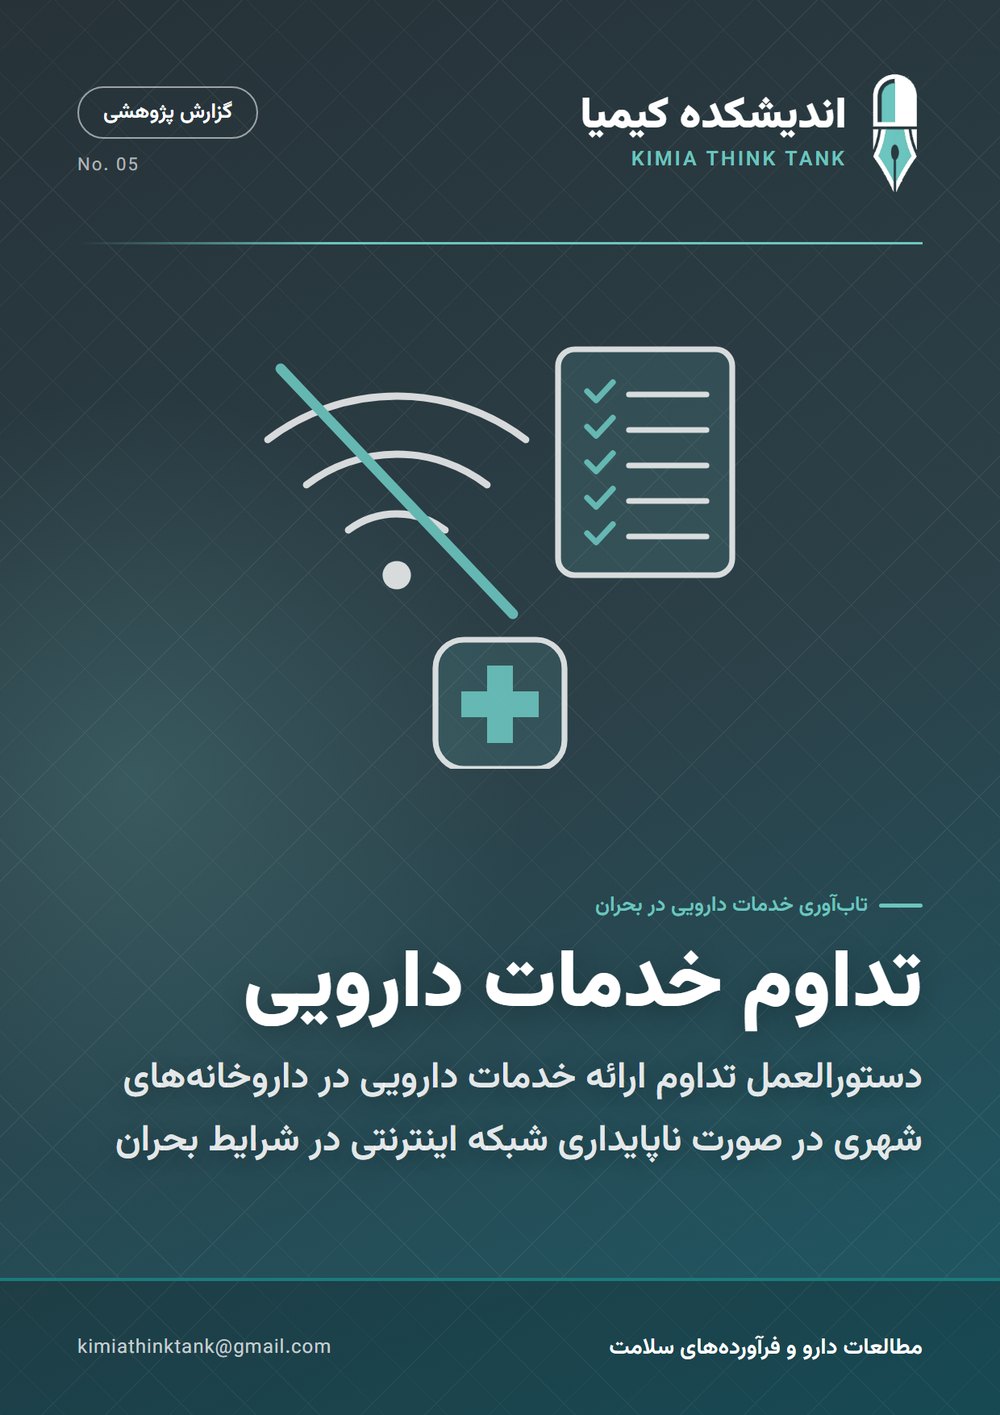 اندیشکده کیمیا
KIMIA THINK TANK
گزارش پژوهشی
No. 05
تاب‌آوری خدمات دارویی در بحران
تداوم خدمات دارویی
دستورالعمل تداوم ارائه خدمات دارویی در داروخانه‌های
شهری در صورت ناپایداری شبکه اینترنتی در شرایط بحران
مطالعات دارو و فرآورده‌های سلامت
kimiathinktank@gmail.com